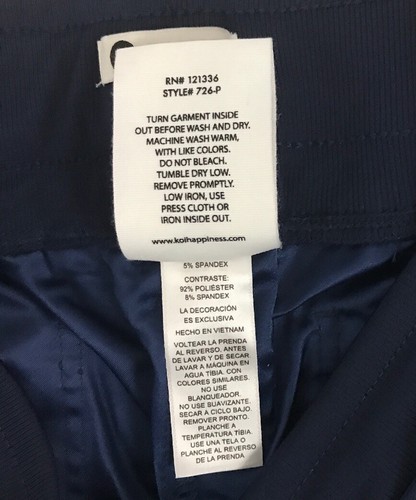 RN# 121336
STYLE# 726-P
TURN GARMENT INSIDE
OUT BEFORE WASH AND DRY.
MACHINE WASH WARM,
WITH LIKE COLORS.
DO NOT BLEACH.
TUMBLE DRY LOW.
REMOVE PROMPTLY.
LOW IRON, USE
PRESS CLOTH OR
IRON INSIDE OUT.
www.koihappiness.com
5% SPANDEX
CONTRASTE:
92% POLIÉSTER
8% SPANDEX
LA DECORACIÓN
ES EXCLUSIVA
HECHO EN VIETNAM
VOLTEAR LA PRENDA
AL REVERSO. ANTES
DE LAVAR Y DE SECAR.
LAVAR A MÁQUINA EN
AGUA TÍBIA. CON
COLORES SIMILARES.
NO USE
BLANQUEADOR.
NO USE SUAVIZANTE.
SECAR A CICLO BAJO.
REMOVER PRONTO.
PLANCHE A
TEMPERATURA TÍBIA.
USE UNA TELA O
PLANCHE AL REVERSO
DE LA PRENDA